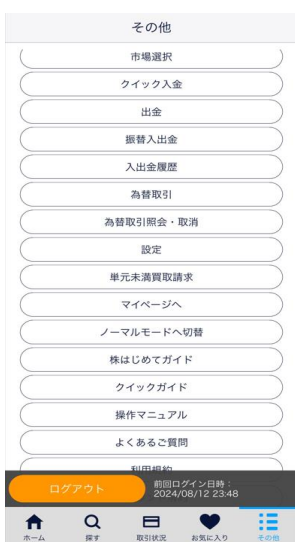 その他
市場選択
クイック入金
出金
振替入出金
入出金履歴
為替取引
為替取引照会・取消
設定
単元未満買取請求
マイページへ
ノーマルモードへ切替
株はじめてガイド
クイックガイド
操作マニュアル
よくあるご質問
利用規約
ログアウト
前回ログイン日時：
2024/08/12 23:48
ホーム
探す
取引状況
お気に入り
その他